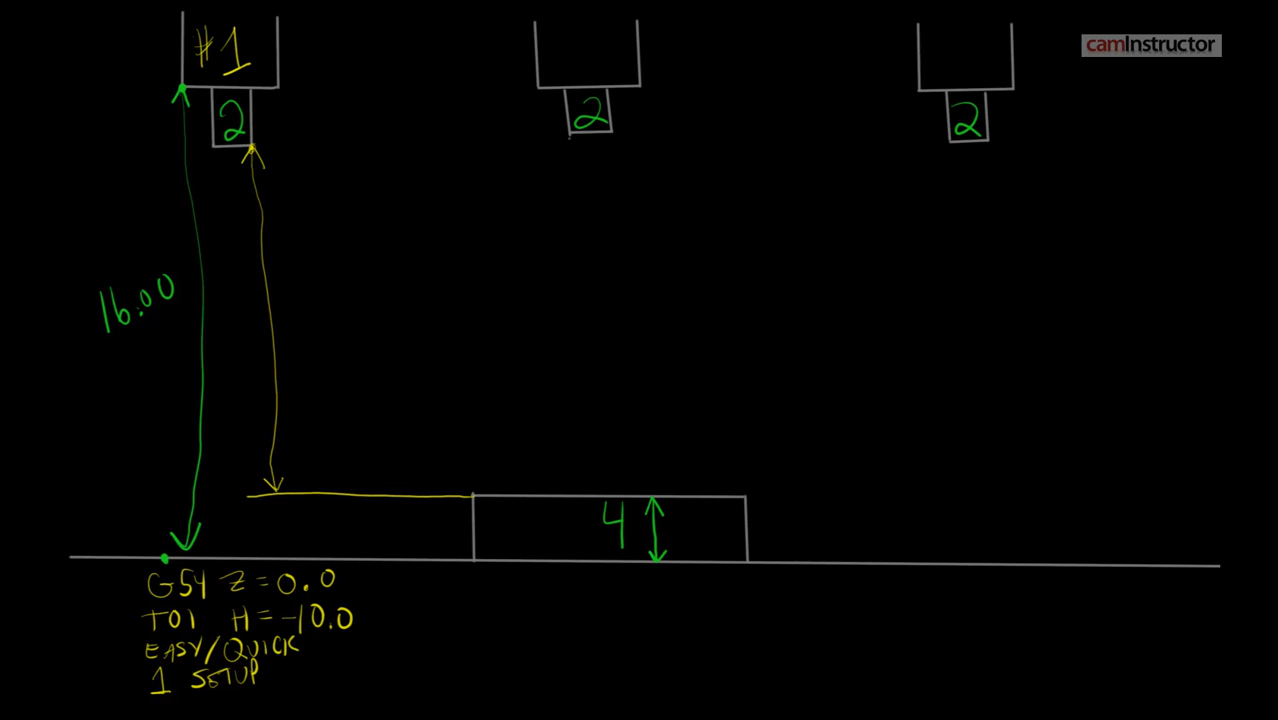 camInstructor
#1
2
2
2
16.00
4
G54 Z=0.0
T01 H=-10.0
EASY/QUICK
1 SETUP